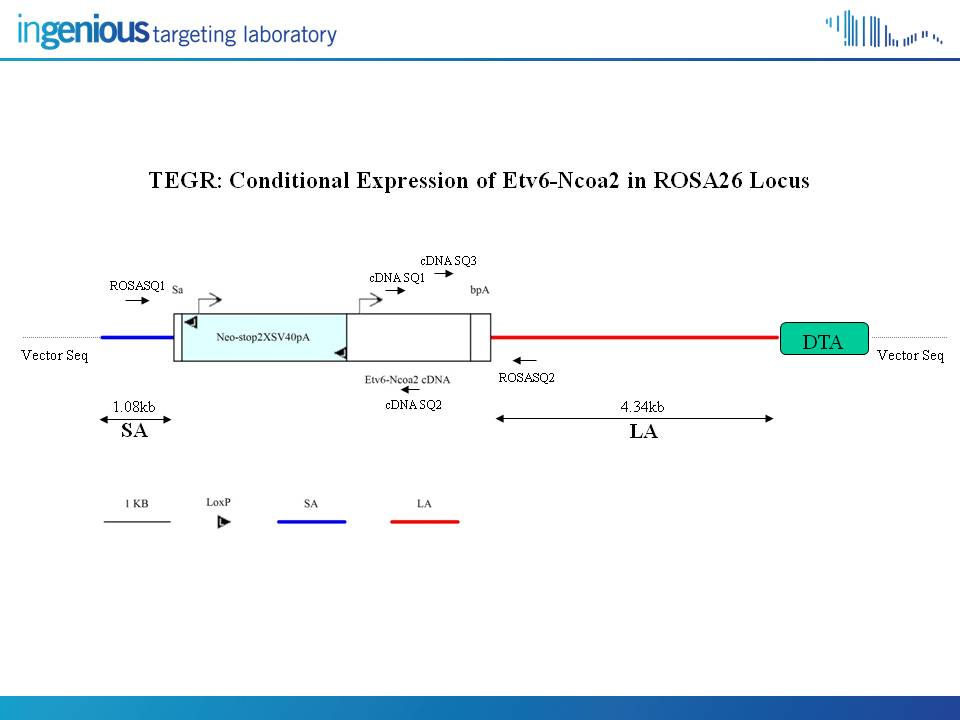 ingenious targeting laboratory
TEGR: Conditional Expression of Etv6-Ncoa2 in ROSA26 Locus
cDNA SQ3
cDNA SQ1
ROSASQ1
Sa
bpA
Neo-stop2XSV40pA
DTA
Vector Seq
Vector Seq
Etv6-Ncoa2 cDNA
ROSASQ2
cDNA SQ2
1.08kb
4.34kb
SA
LA
1 KB
LoxP
SA
LA
L